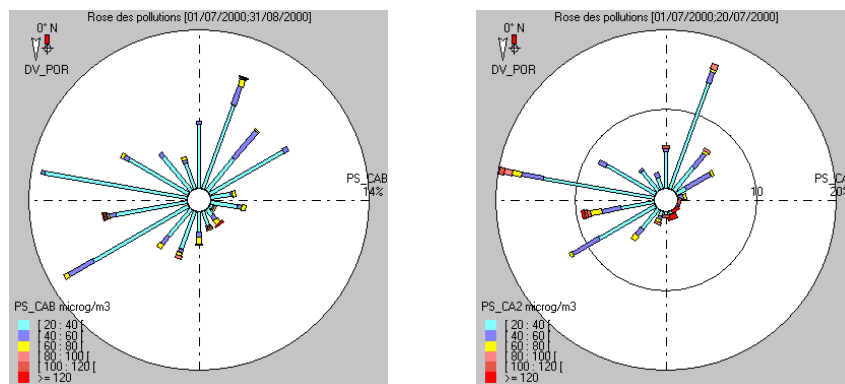 Rose des pollutions [01/07/2000;31/08/2000]
0° N
DV_POR
PS_CAB
14%
PS_CAB microg/m3
[ 20 : 40 [
[ 40 : 60 [
[ 60 : 80 [
[ 80 : 100 [
[ 100 : 120 [
>= 120
Rose des pollutions [01/07/2000;20/07/2000]
0° N
DV_POR
PS_CA
10
20%
PS_CA2 microg/m3
[ 20 : 40 [
[ 40 : 60 [
[ 60 : 80 [
[ 80 : 100 [
[ 100 : 120 [
>= 120